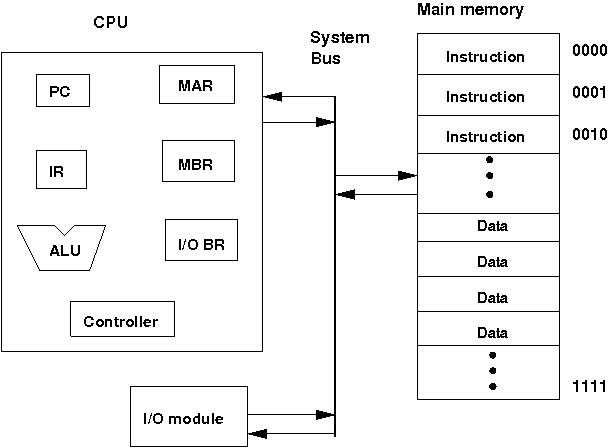 CPU
PC
MAR
IR
MBR
ALU
I/O BR
Controller
I/O module
System
Bus
Main memory
Instruction 0000
Instruction 0001
Instruction 0010
Data
Data
Data
Data
1111